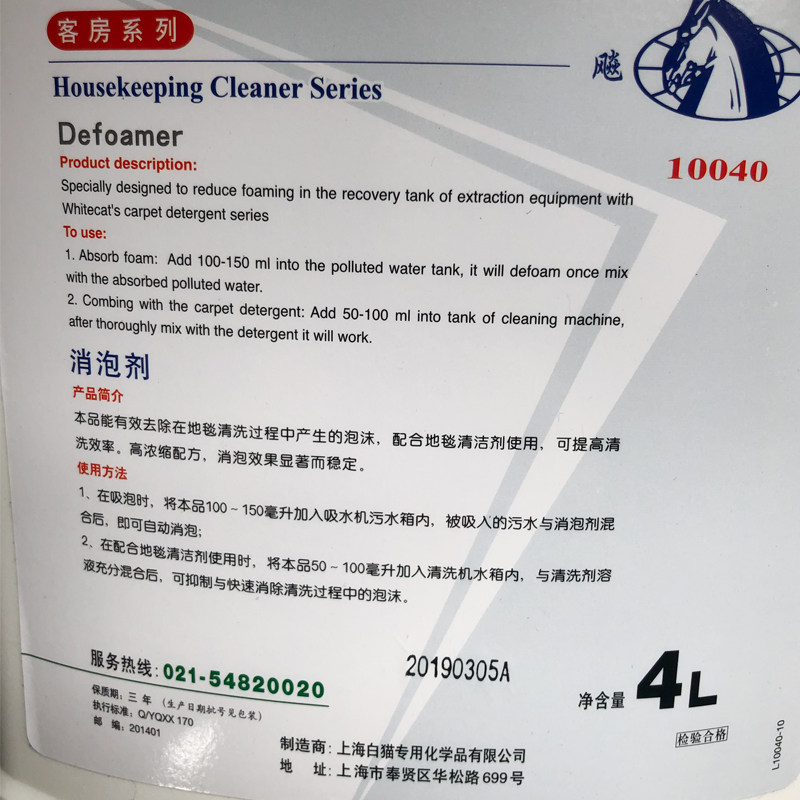 客房系列
飚
Housekeeping Cleaner Series
Defoamer
10040
Product description:
Specially designed to reduce foaming in the recovery tank of extraction equipment with
Whitecat's carpet detergent series
To use:
1. Absorb foam: Add 100-150 ml into the polluted water tank, it will defoam once mix
with the absorbed polluted water.
2. Combing with the carpet detergent: Add 50-100 ml into tank of cleaning machine,
after thoroughly mix with the detergent it will work.
消泡剂
产品简介
本品能有效去除在地毯清洗过程中产生的泡沫，配合地毯清洁剂使用，可提高清
洗效率。高浓缩配方，消泡效果显著而稳定。
使用方法
1、在吸泡时，将本品100～150毫升加入吸水机污水箱内，被吸入的污水与消泡剂混
合后，即可自动消泡；
2、在配合地毯清洁剂使用时，将本品50～100毫升加入清洗机水箱内，与清洗剂溶
液充分混合后，可抑制与快速消除清洗过程中的泡沫。
服务热线：021-54820020
20190305A
净含量 4L
保质期：三 年 （生产日期批号见包装）
执行标准：Q/YQXX 170
邮 编：201401
检验合格
制造商：上海白猫专用化学品有限公司
地 址：上海市奉贤区华松路699号
L10040-10